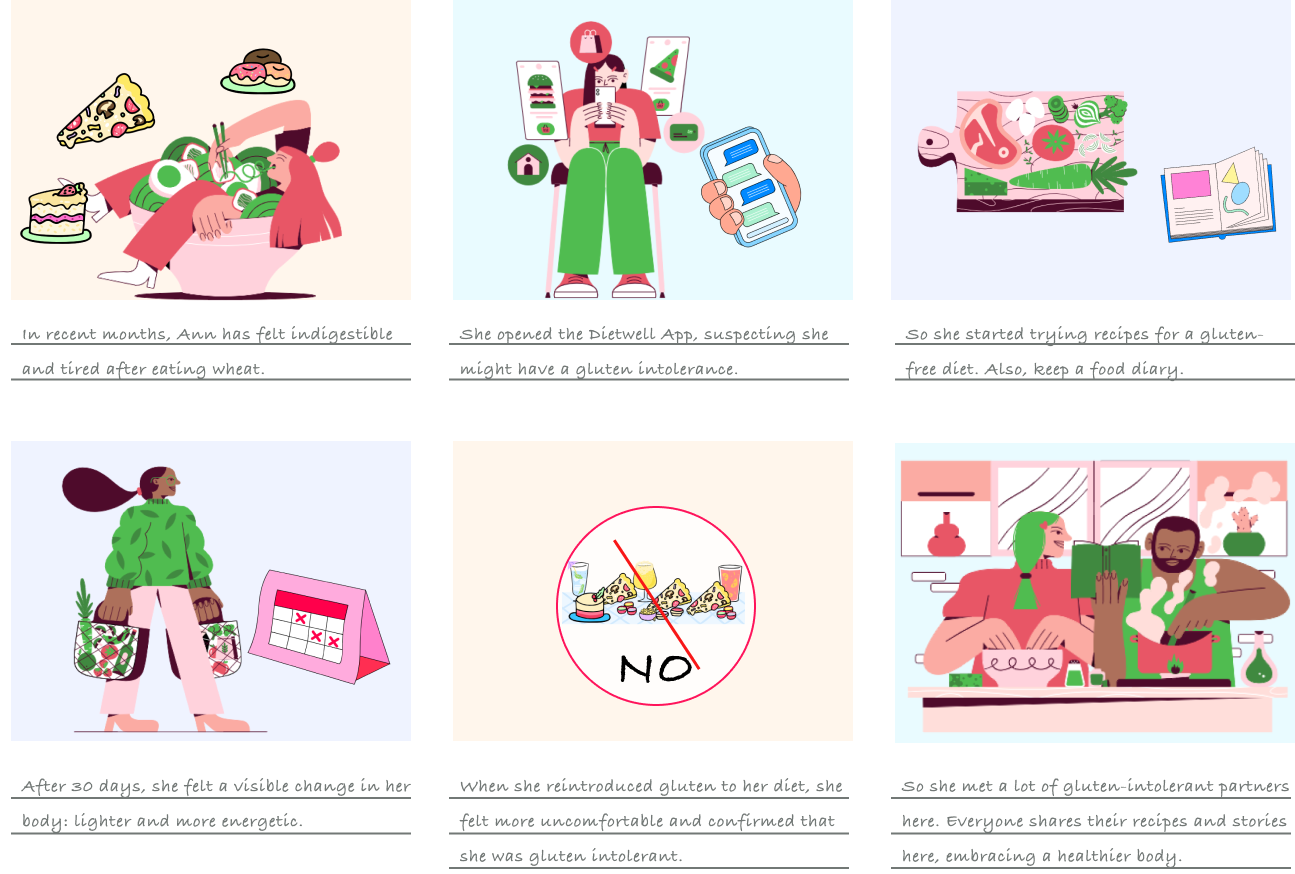 In recent months, Ann has felt indigestible
and tired after eating wheat.
She opened the Dietwell App, suspecting she
might have a gluten intolerance.
So she started trying recipes for a gluten-
free diet. Also, keep a food diary.
NO
After 30 days, she felt a visible change in her
body: lighter and more energetic.
When she reintroduced gluten to her diet, she
felt more uncomfortable and confirmed that
she was gluten intolerant.
So she met a lot of gluten-intolerant partners
here. Everyone shares their recipes and stories
here, embracing a healthier body.